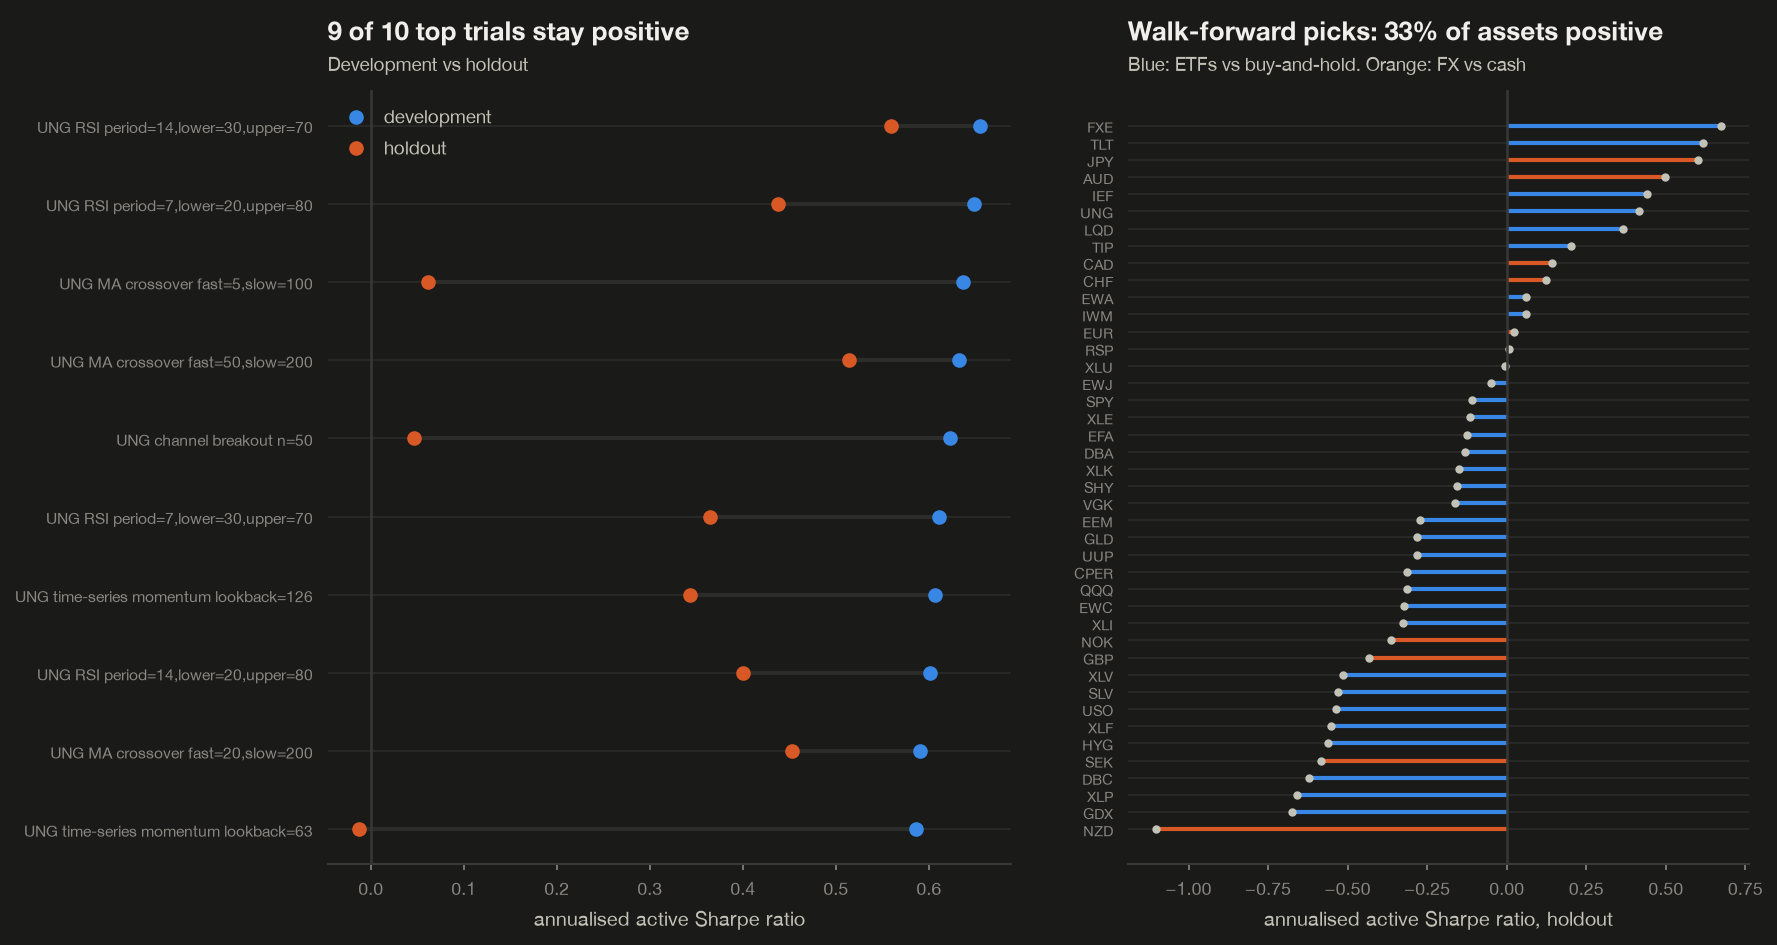 9 of 10 top trials stay positive
Development vs holdout
development
holdout
UNG RSI period=14,lower=30,upper=70
UNG RSI period=7,lower=20,upper=80
UNG MA crossover fast=5,slow=100
UNG MA crossover fast=50,slow=200
UNG channel breakout n=50
UNG RSI period=7,lower=30,upper=70
UNG time-series momentum lookback=126
UNG RSI period=14,lower=20,upper=80
UNG MA crossover fast=20,slow=200
UNG time-series momentum lookback=63
0.0 0.1 0.2 0.3 0.4 0.5 0.6
annualised active Sharpe ratio
Walk-forward picks: 33% of assets positive
Blue: ETFs vs buy-and-hold. Orange: FX vs cash
FXE
TLT
JPY
AUD
IEF
UNG
LQD
TIP
CAD
CHF
EWA
IWM
EUR
RSP
XLU
EWJ
SPY
XLE
EFA
DBA
XLK
SHY
VGK
EEM
GLD
UUP
CPER
QQQ
EWC
XLI
NOK
GBP
XLV
SLV
USO
XLF
HYG
SEK
DBC
XLP
GDX
NZD
−1.00 −0.75 −0.50 −0.25 0.00 0.25 0.50 0.75
annualised active Sharpe ratio, holdout